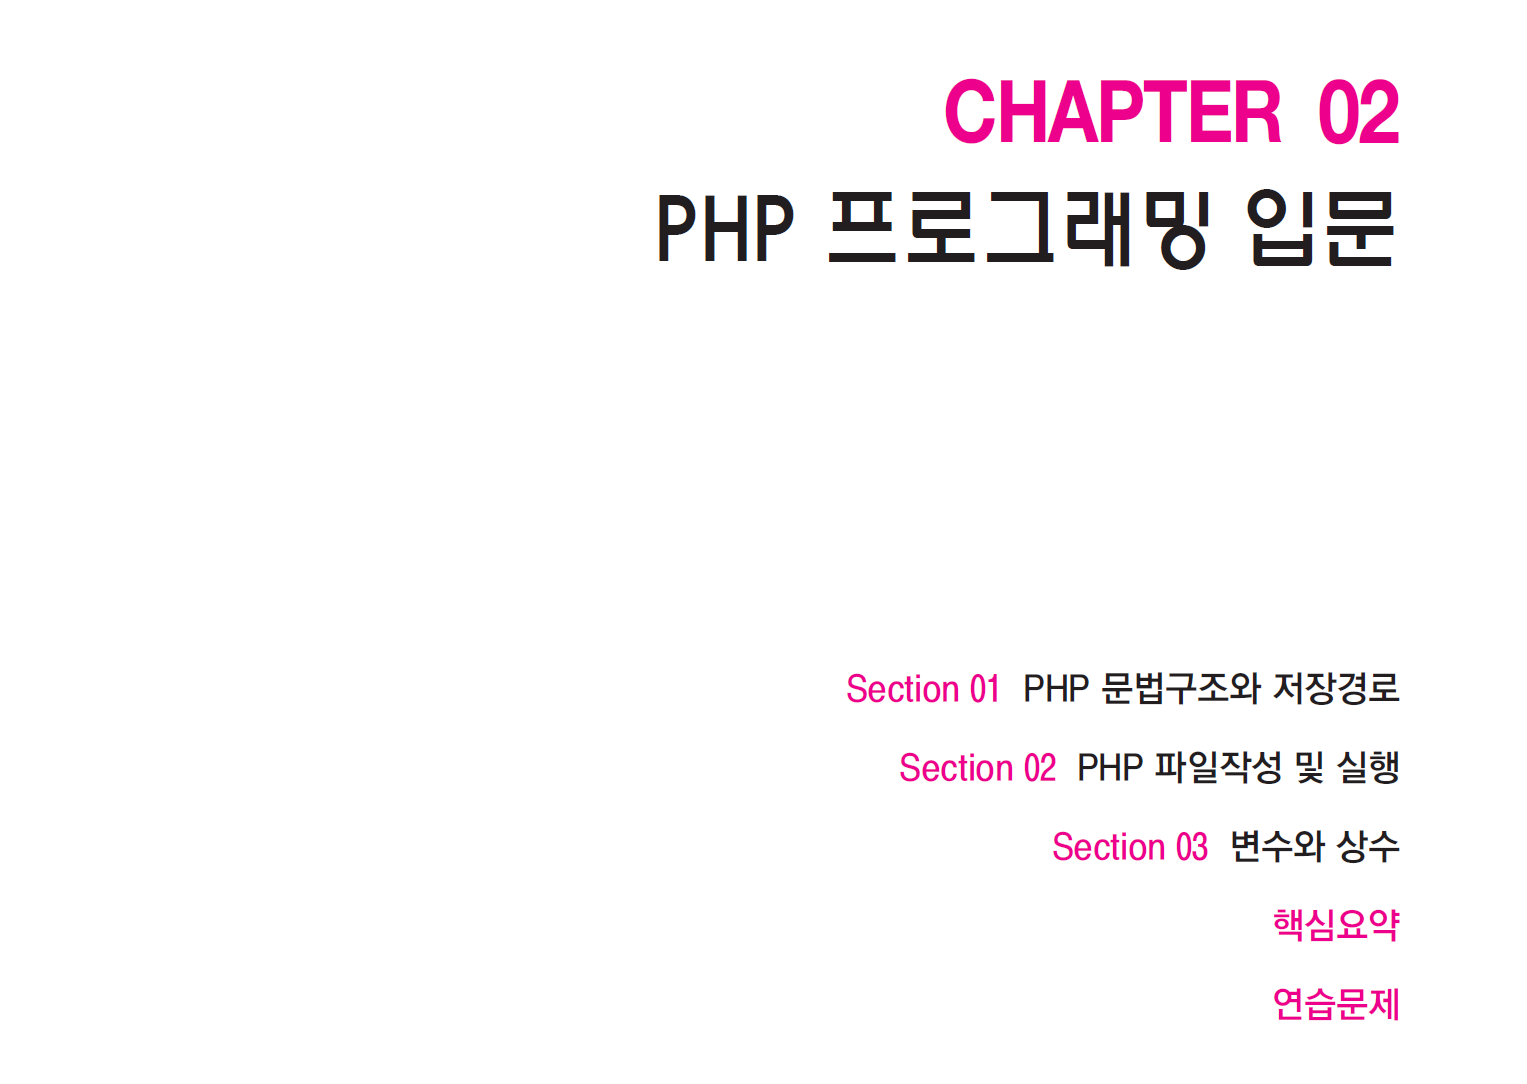 CHAPTER 02
PHP 프로그래밍 입문
Section 01 PHP 문법구조와 저장경로
Section 02 PHP 파일작성 및 실행
Section 03 변수와 상수
핵심요약
연습문제